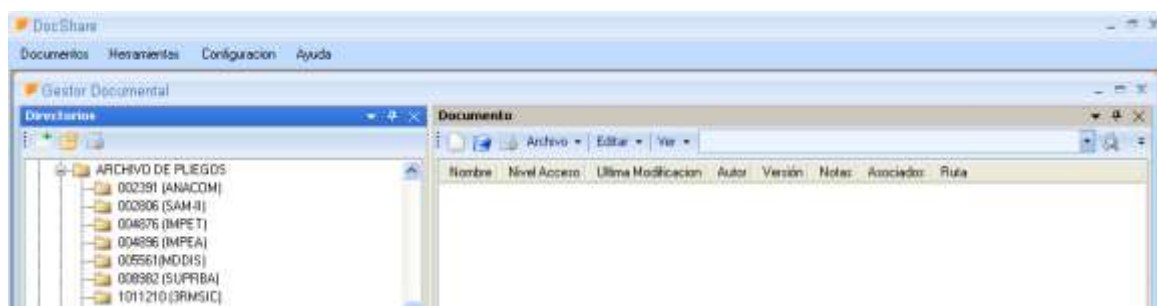 DocShare
Documentos Herramientas Configuracion Ayuda
Gestor Documental
Directorios
Documento
Archivo Editar Ver
Nombre Nivel Acceso Ultima Modificacion Autor Versión Notas Asociados Ruta
ARCHIVO DE PLIEGOS
002391 (ANACOM)
002806 (SAM-II)
004876 (IMPET)
004896 (IMPEA)
005561(MDDIS)
008982 (SUPRBA)
1011210 (3RMSIC)